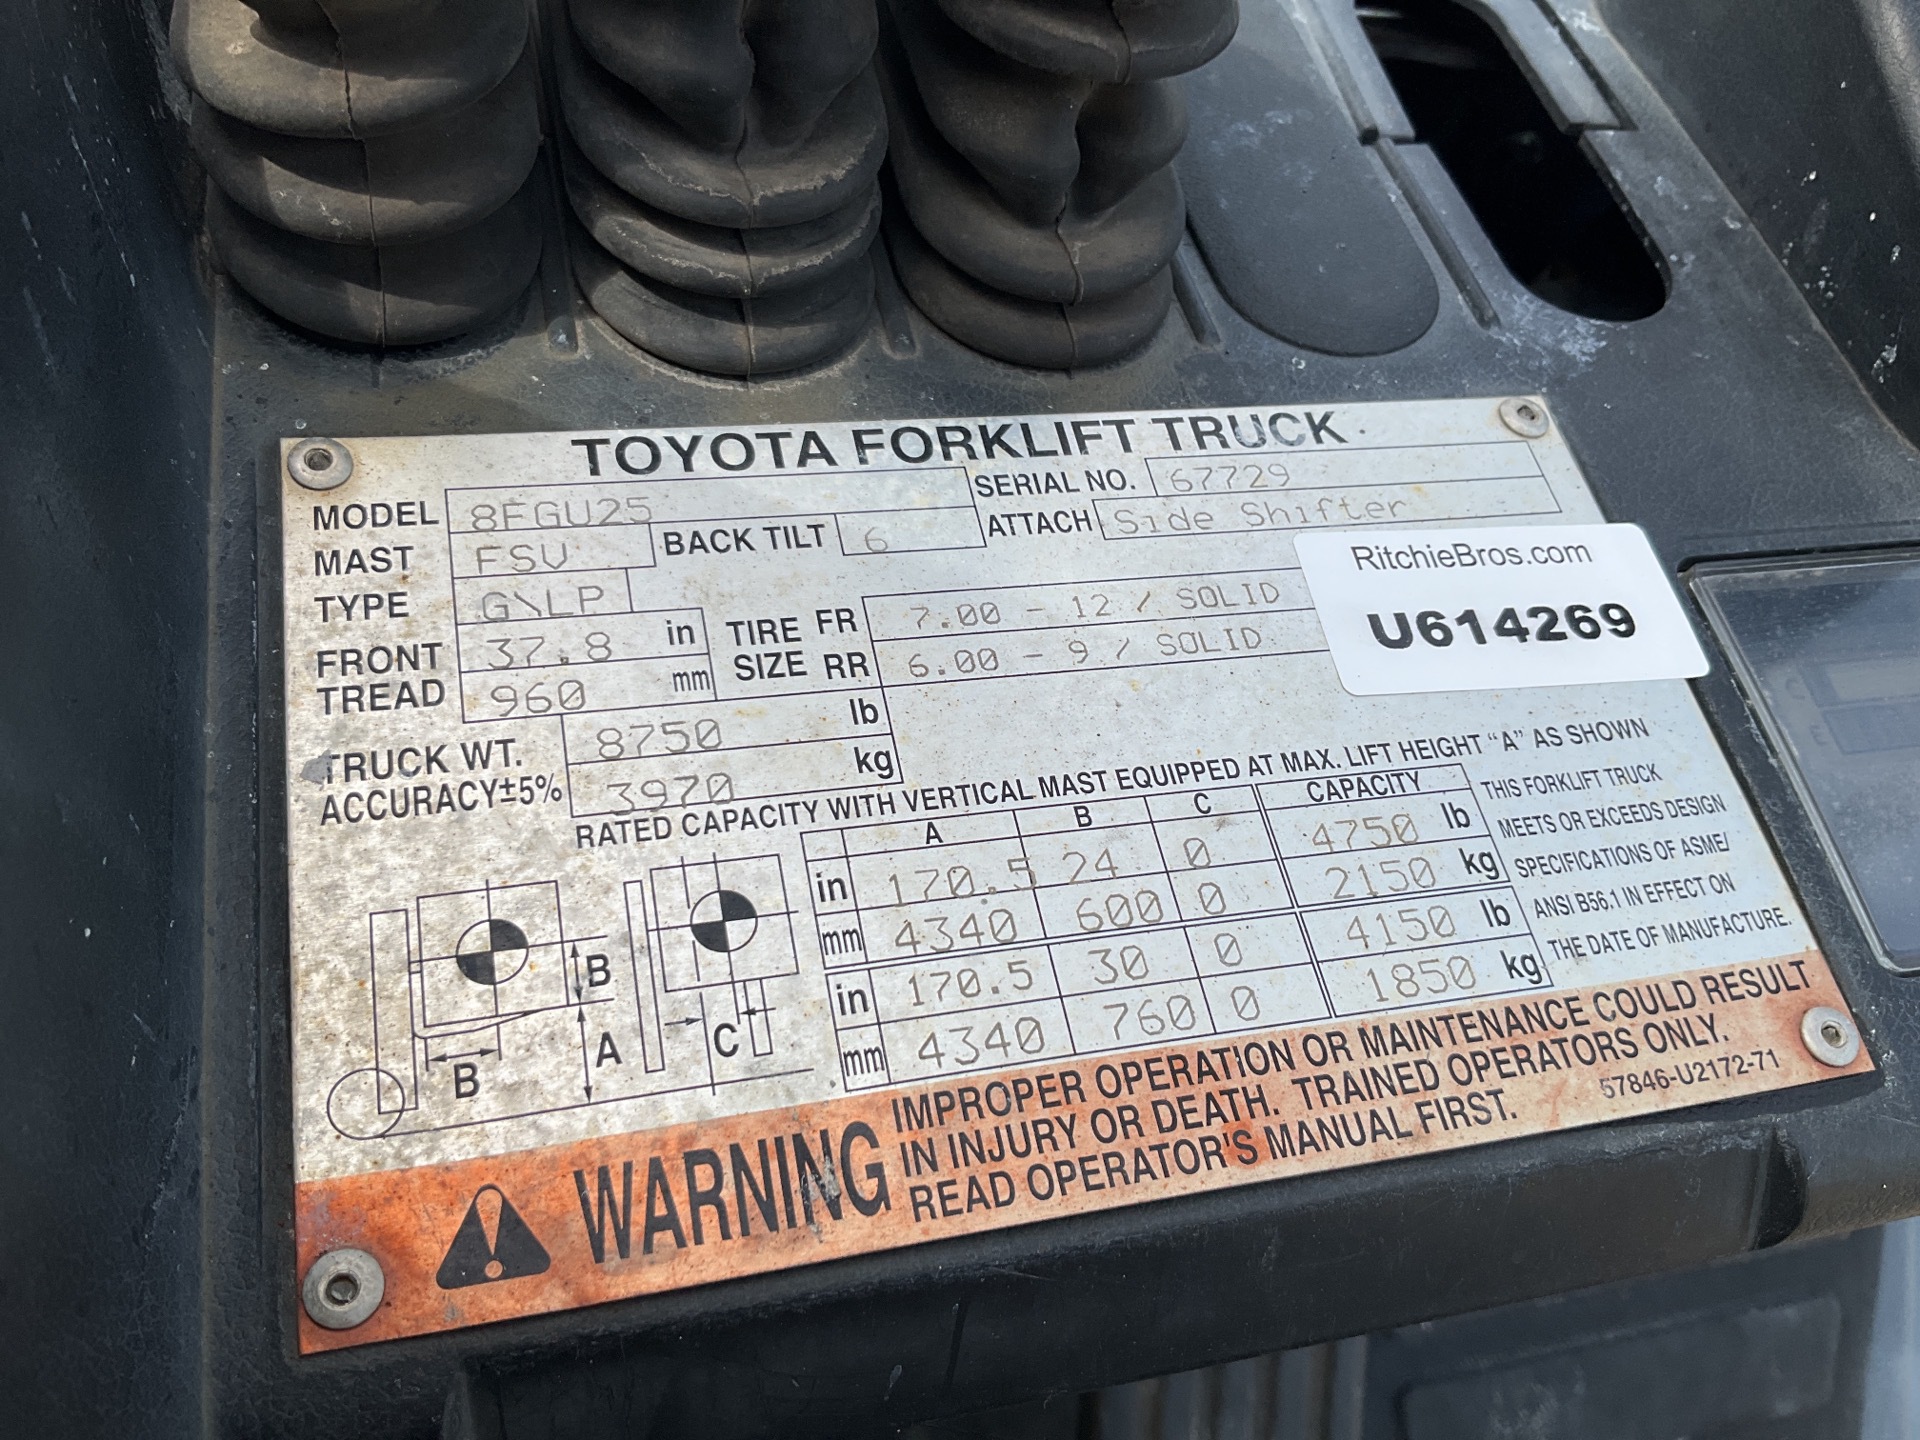 TOYOTA FORKLIFT TRUCK
MODEL 8FGU25 SERIAL NO. 67729
MAST FSV BACK TILT 6 ATTACH Side Shifter
TYPE G\LP
FRONT TREAD 37.8 in 960 mm
TIRE SIZE FR 7.00 - 12 / SOLID
RR 6.00 - 9 / SOLID
RitchieBros.com
U614269
TRUCK WT. 8750 lb
ACCURACY±5% 3970 kg
RATED CAPACITY WITH VERTICAL MAST EQUIPPED AT MAX. LIFT HEIGHT "A" AS SHOWN
A B C CAPACITY
in 170.5 24 0 4750 lb
mm 4340 600 0 2150 kg
in 170.5 30 0 4150 lb
mm 4340 760 0 1850 kg
B A B C
THIS FORKLIFT TRUCK
MEETS OR EXCEEDS DESIGN
SPECIFICATIONS OF ASME/
ANSI B56.1 IN EFFECT ON
THE DATE OF MANUFACTURE.
WARNING
IMPROPER OPERATION OR MAINTENANCE COULD RESULT
IN INJURY OR DEATH. TRAINED OPERATORS ONLY.
READ OPERATOR'S MANUAL FIRST.
57846-U2172-71